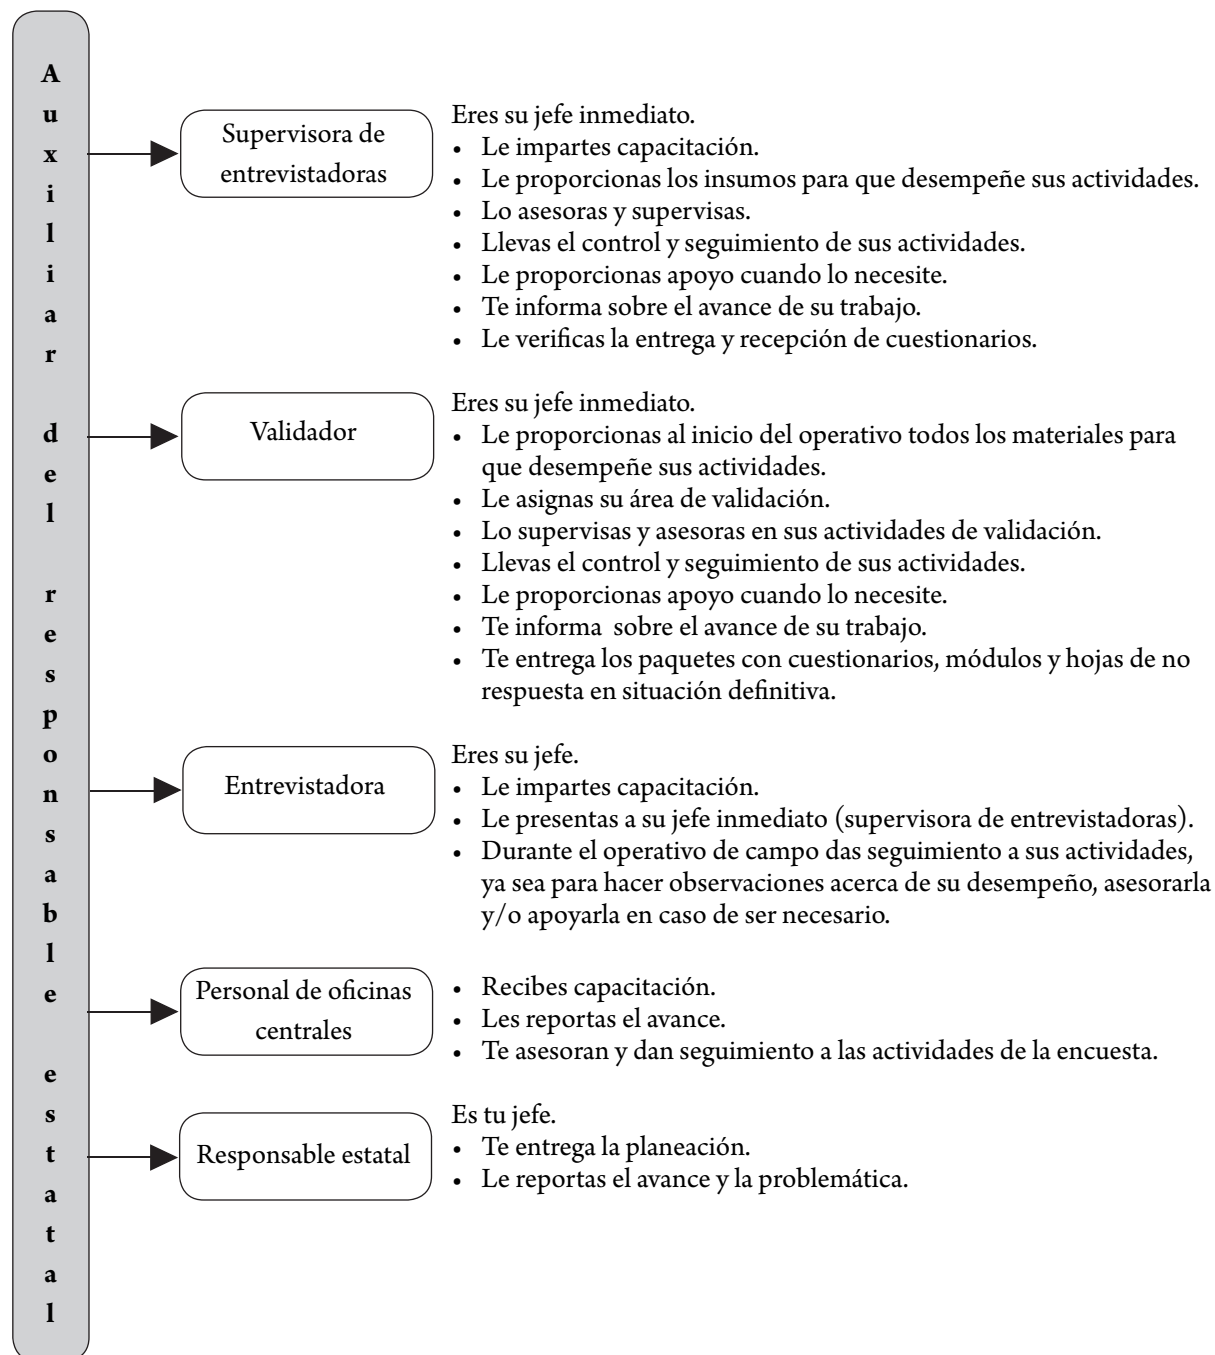 Auxiliar del responsable estatal
Supervisora de
entrevistadoras
Eres su jefe inmediato.
• Le impartes capacitación.
• Le proporcionas los insumos para que desempeñe sus actividades.
• Lo asesoras y supervisas.
• Llevas el control y seguimiento de sus actividades.
• Le proporcionas apoyo cuando lo necesite.
• Te informa sobre el avance de su trabajo.
• Le verificas la entrega y recepción de cuestionarios.
Validador
Eres su jefe inmediato.
• Le proporcionas al inicio del operativo todos los materiales para
que desempeñe sus actividades.
• Le asignas su área de validación.
• Lo supervisas y asesoras en sus actividades de validación.
• Llevas el control y seguimiento de sus actividades.
• Le proporcionas apoyo cuando lo necesite.
• Te informa sobre el avance de su trabajo.
• Te entrega los paquetes con cuestionarios, módulos y hojas de no
respuesta en situación definitiva.
Entrevistadora
Eres su jefe.
• Le impartes capacitación.
• Le presentas a su jefe inmediato (supervisora de entrevistadoras).
• Durante el operativo de campo das seguimiento a sus actividades,
ya sea para hacer observaciones acerca de su desempeño, asesorarla
y/o apoyarla en caso de ser necesario.
Personal de oficinas
centrales
• Recibes capacitación.
• Les reportas el avance.
• Te asesoran y dan seguimiento a las actividades de la encuesta.
Responsable estatal
Es tu jefe.
• Te entrega la planeación.
• Le reportas el avance y la problemática.